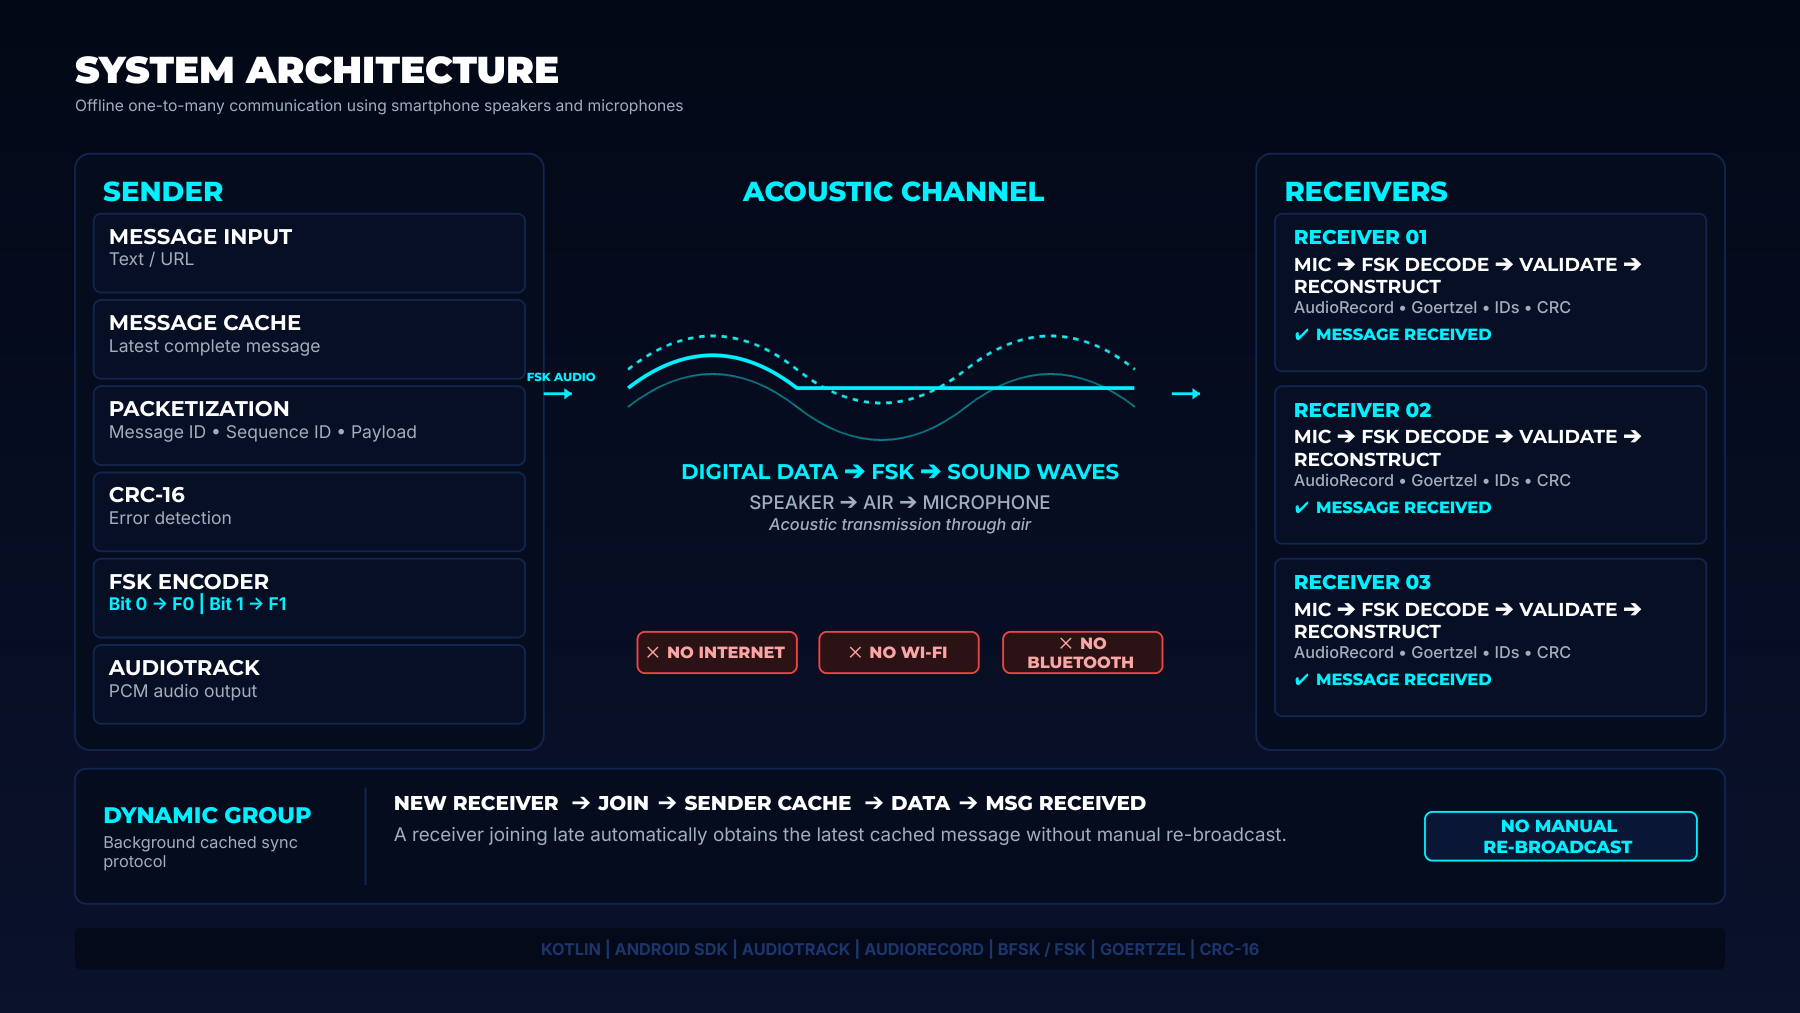 SYSTEM ARCHITECTURE
Offline one-to-many communication using smartphone speakers and microphones
SENDER
MESSAGE INPUT
Text / URL
MESSAGE CACHE
Latest complete message
PACKETIZATION
Message ID • Sequence ID • Payload
CRC-16
Error detection
FSK ENCODER
Bit 0 → F0 | Bit 1 → F1
AUDIOTRACK
PCM audio output
FSK AUDIO
ACOUSTIC CHANNEL
DIGITAL DATA ➔ FSK ➔ SOUND WAVES
SPEAKER ➔ AIR ➔ MICROPHONE
Acoustic transmission through air
✕ NO INTERNET
✕ NO WI-FI
✕ NO
BLUETOOTH
RECEIVERS
RECEIVER 01
MIC ➔ FSK DECODE ➔ VALIDATE ➔
RECONSTRUCT
AudioRecord • Goertzel • IDs • CRC
✔ MESSAGE RECEIVED
RECEIVER 02
MIC ➔ FSK DECODE ➔ VALIDATE ➔
RECONSTRUCT
AudioRecord • Goertzel • IDs • CRC
✔ MESSAGE RECEIVED
RECEIVER 03
MIC ➔ FSK DECODE ➔ VALIDATE ➔
RECONSTRUCT
AudioRecord • Goertzel • IDs • CRC
✔ MESSAGE RECEIVED
DYNAMIC GROUP
Background cached sync
protocol
NEW RECEIVER ➔ JOIN ➔ SENDER CACHE ➔ DATA ➔ MSG RECEIVED
A receiver joining late automatically obtains the latest cached message without manual re-broadcast.
NO MANUAL
RE-BROADCAST
KOTLIN | ANDROID SDK | AUDIOTRACK | AUDIORECORD | BFSK / FSK | GOERTZEL | CRC-16